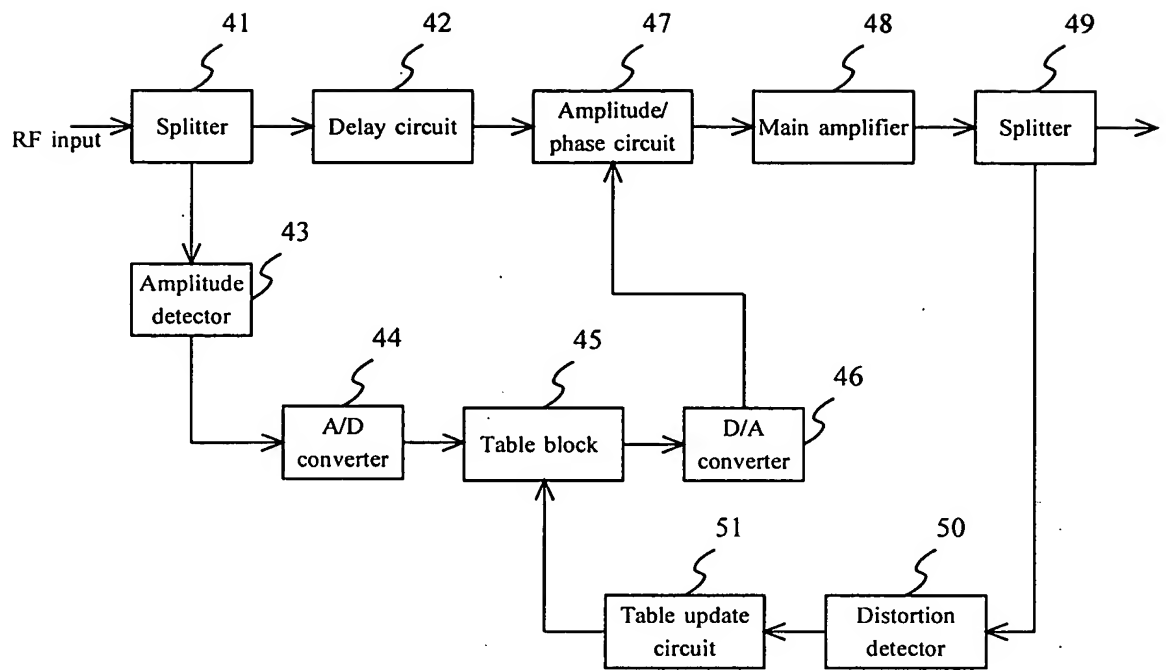 41
42
47
48
49
RF input
Splitter
Delay circuit
Amplitude/
phase circuit
Main amplifier
Splitter
43
Amplitude
detector
44
45
46
A/D
converter
Table block
D/A
converter
51
50
Table update
circuit
Distortion
detector